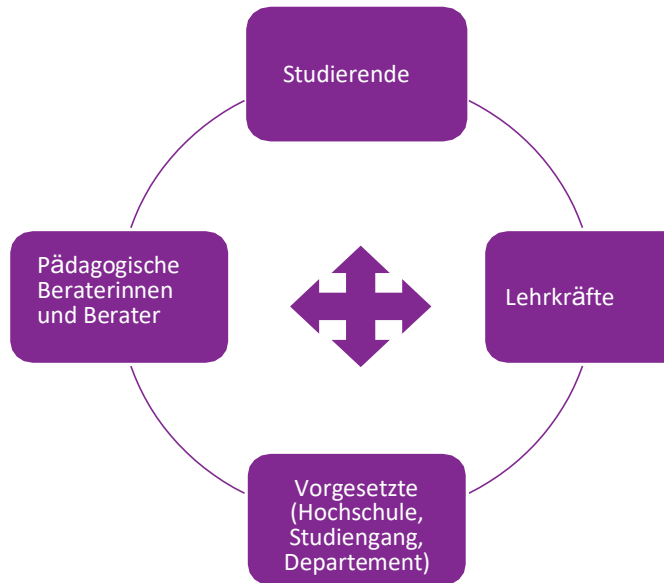 Studierende
Pädagogische
Beraterinnen
und Berater
Lehrkräfte
Vorgesetzte
(Hochschule,
Studiengang,
Departement)